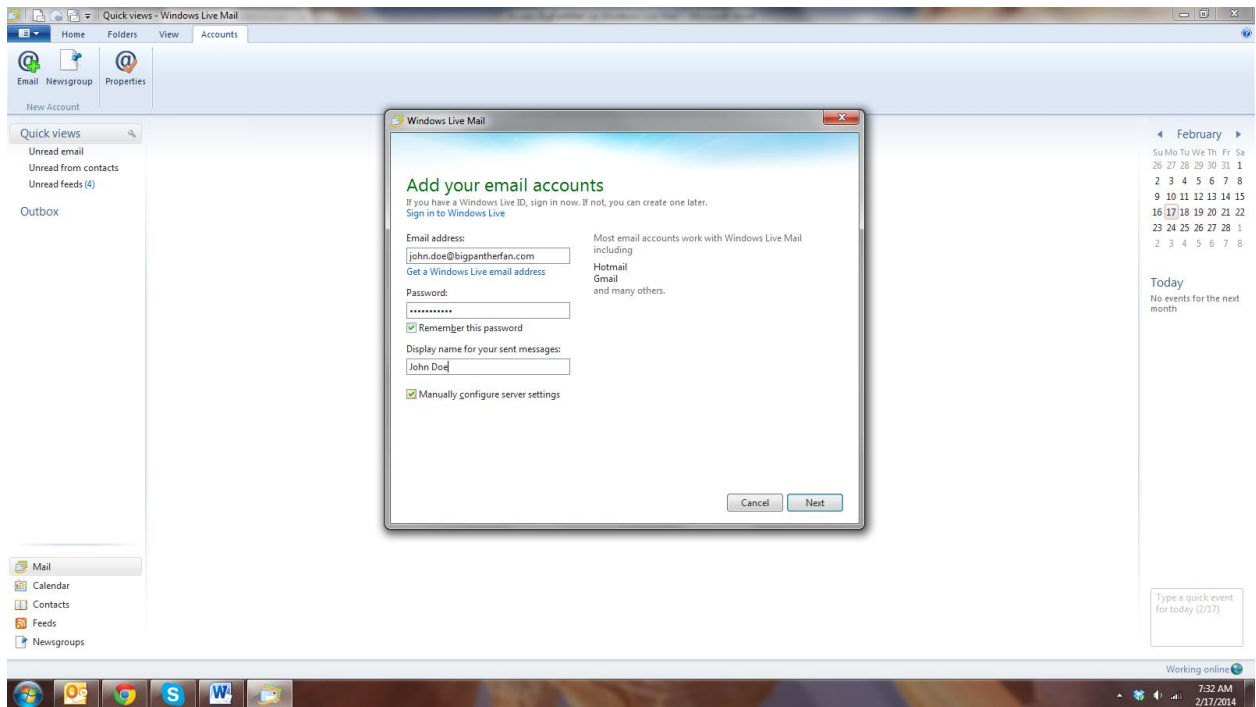 Quick views - Windows Live Mail
Home Folders View Accounts
Email Newsgroup Properties
New Account
Quick views
Unread email
Unread from contacts
Unread feeds (4)
Outbox
Mail
Calendar
Contacts
Feeds
Newsgroups
Windows Live Mail
Add your email accounts
If you have a Windows Live ID, sign in now. If not, you can create one later.
Sign in to Windows Live
Email address:
john.doe@bigpantherfan.com
Get a Windows Live email address
Password:
•••••••••••
Remember this password
Display name for your sent messages:
John Doe
Manually configure server settings
Most email accounts work with Windows Live Mail
including
Hotmail
Gmail
and many others.
Cancel Next
February
Su Mo Tu We Th Fr Sa
26 27 28 29 30 31 1
2 3 4 5 6 7 8
9 10 11 12 13 14 15
16 17 18 19 20 21 22
23 24 25 26 27 28 1
2 3 4 5 6 7 8
Today
No events for the next
month
Type a quick event
for today (2/17)
Working online
7:32 AM
2/17/2014